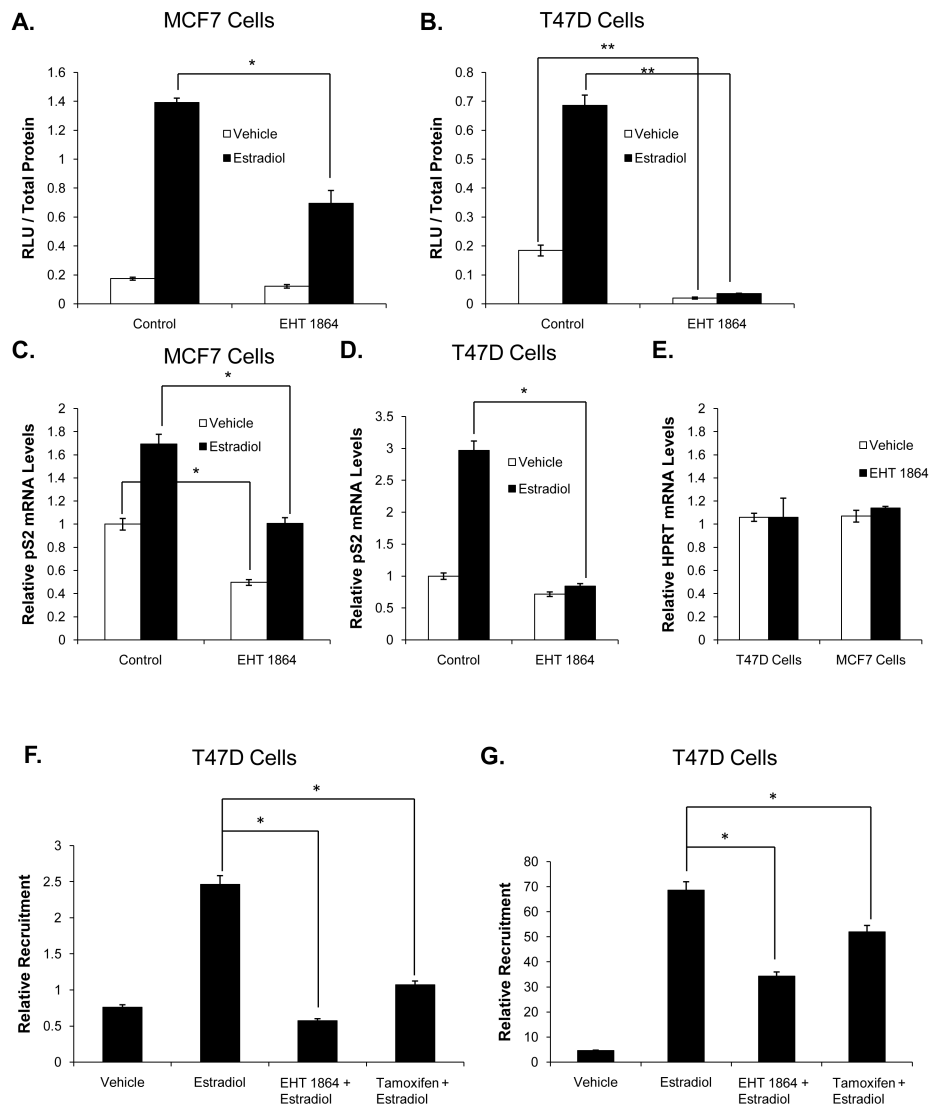 A.
MCF7 Cells
RLU / Total Protein
1.6
1.4
1.2
1
0.8
0.6
0.4
0.2
0
*
Vehicle
Estradiol
Control
EHT 1864
B.
T47D Cells
RLU / Total Protein
0.8
0.7
0.6
0.5
0.4
0.3
0.2
0.1
0
**
**
Vehicle
Estradiol
Control
EHT 1864
C.
MCF7 Cells
Relative pS2 mRNA Levels
2
1.8
1.6
1.4
1.2
1
0.8
0.6
0.4
0.2
0
*
*
Vehicle
Estradiol
Control
EHT 1864
D.
T47D Cells
Relative pS2 mRNA Levels
3.5
3
2.5
2
1.5
1
0.5
0
*
Vehicle
Estradiol
Control
EHT 1864
E.
Relative HPRT mRNA Levels
2
1.8
1.6
1.4
1.2
1
0.8
0.6
0.4
0.2
0
Vehicle
EHT 1864
T47D Cells
MCF7 Cells
F.
T47D Cells
Relative Recruitment
3
2.5
2
1.5
1
0.5
0
*
*
Vehicle
Estradiol
EHT 1864 +
Estradiol
Tamoxifen +
Estradiol
G.
T47D Cells
Relative Recruitment
80
70
60
50
40
30
20
10
0
*
*
Vehicle
Estradiol
EHT 1864 +
Estradiol
Tamoxifen +
Estradiol